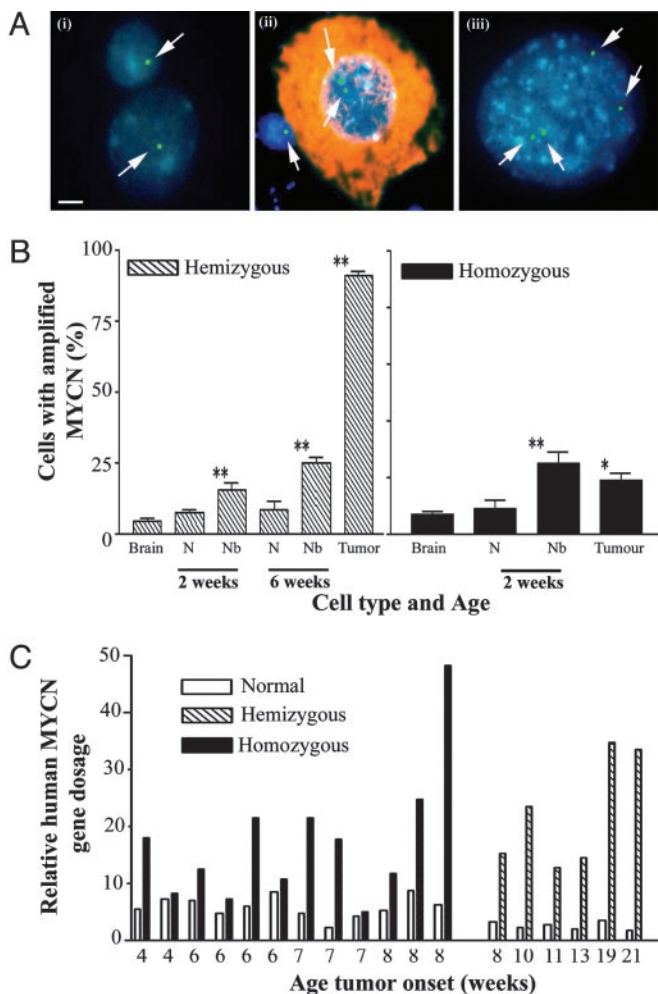 A
(i)
(ii)
(iii)
B
Cells with amplified
MYCN (%)
100
75
50
25
0
Hemizygous
**
**
**
Brain N Nb N Nb Tumor
2 weeks 6 weeks
Homozygous
**
*
Brain N Nb Tumour
2 weeks
Cell type and Age
C
Relative human MYCN
gene dosage
50
40
30
20
10
0
Normal
Hemizygous
Homozygous
4 4 6 6 6 6 7 7 7 8 8 8 8 10 11 13 19 21
Age tumor onset (weeks)